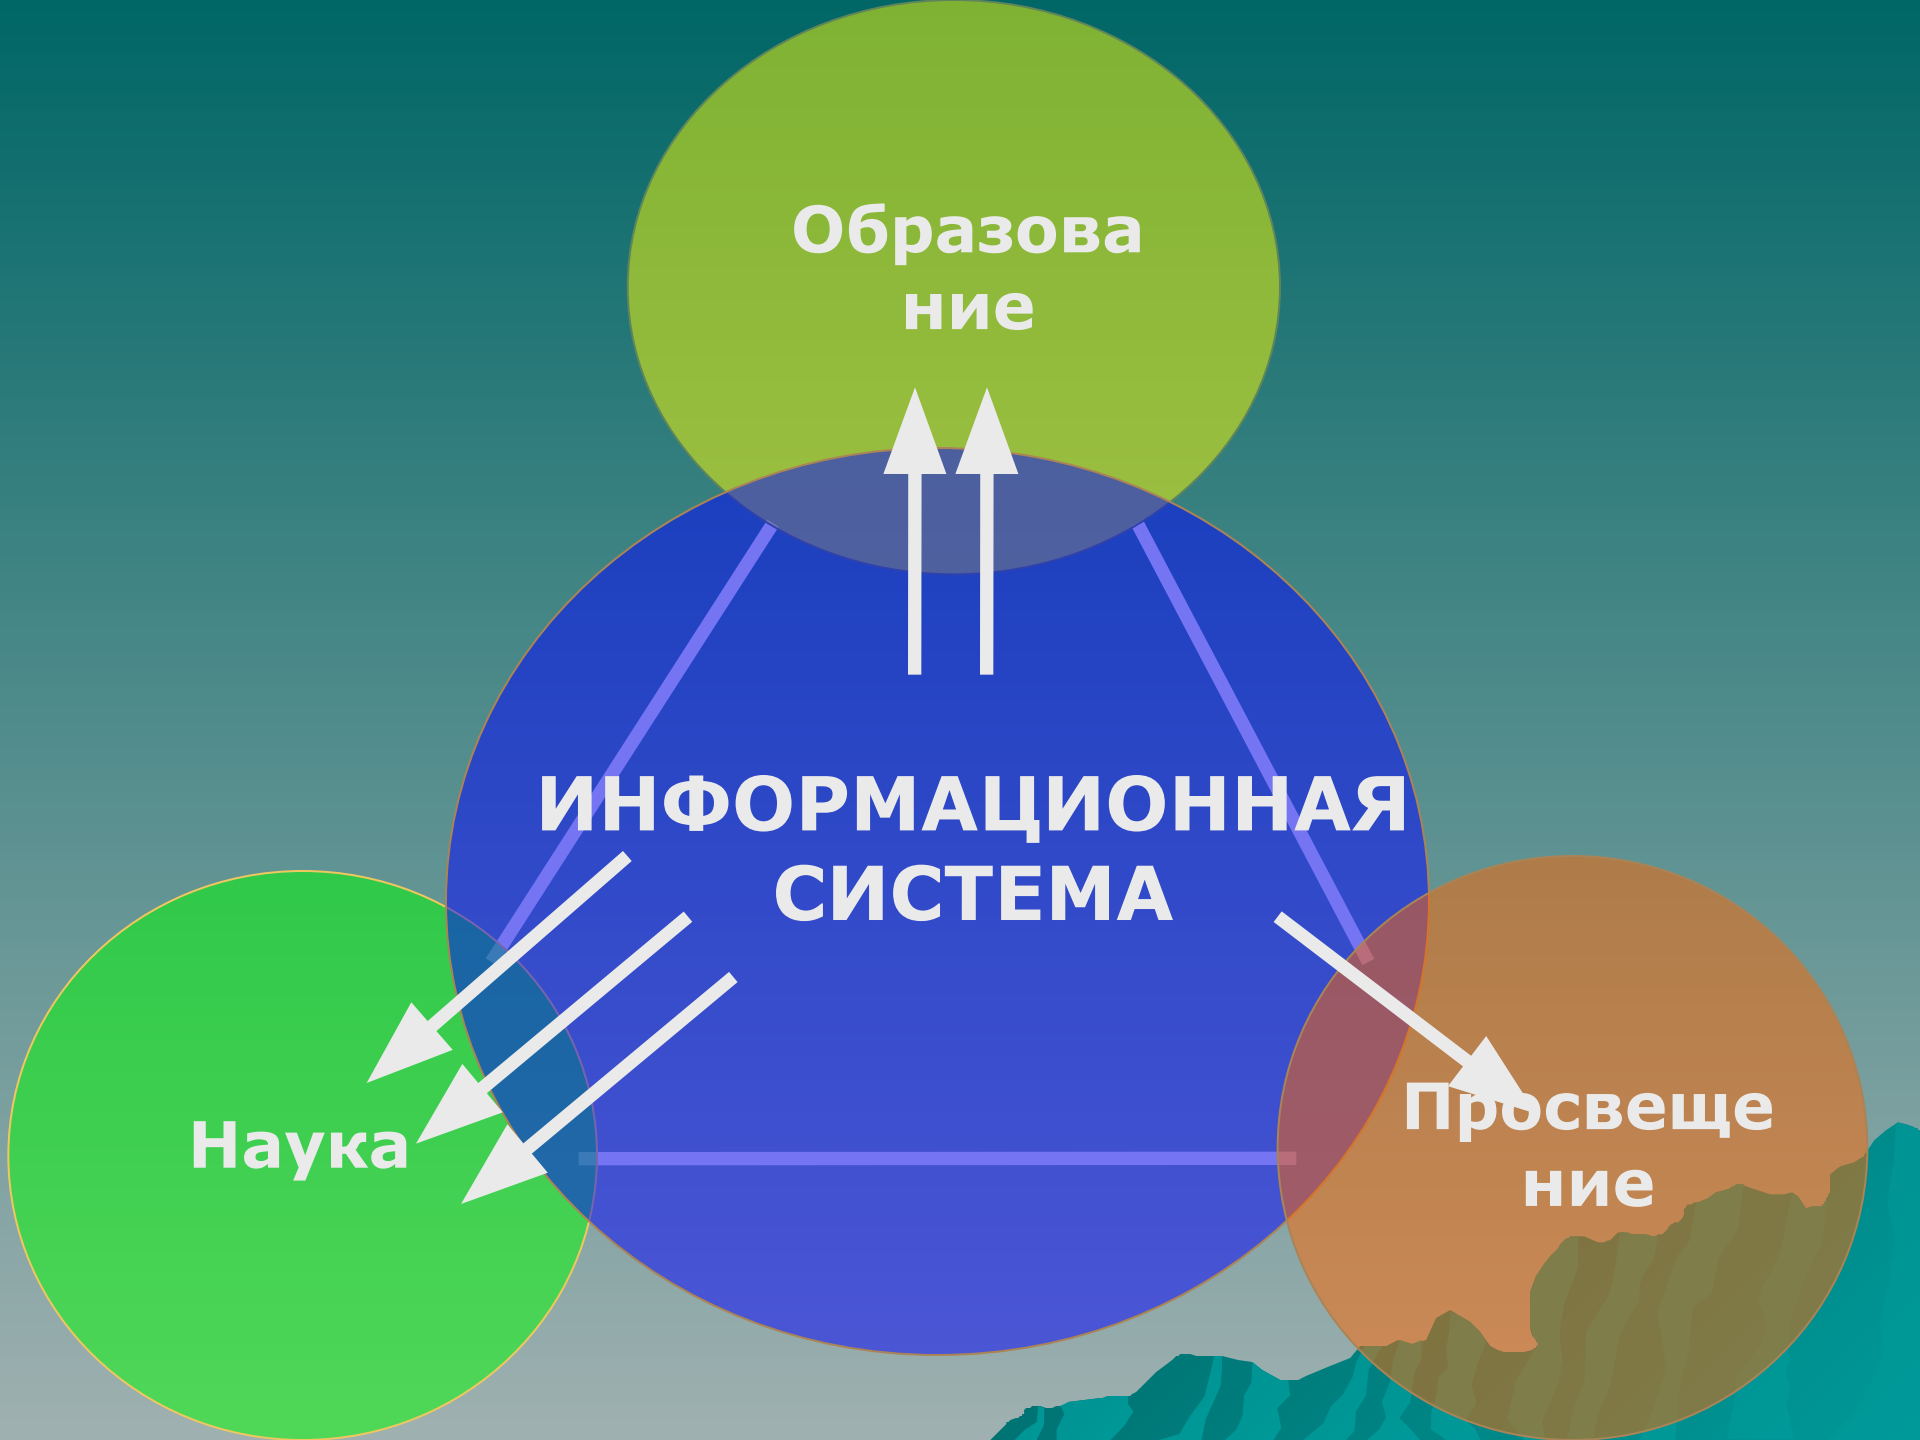 Образова
ние
ИНФОРМАЦИОННАЯ
СИСТЕМА
Наука
Просвеще
ние